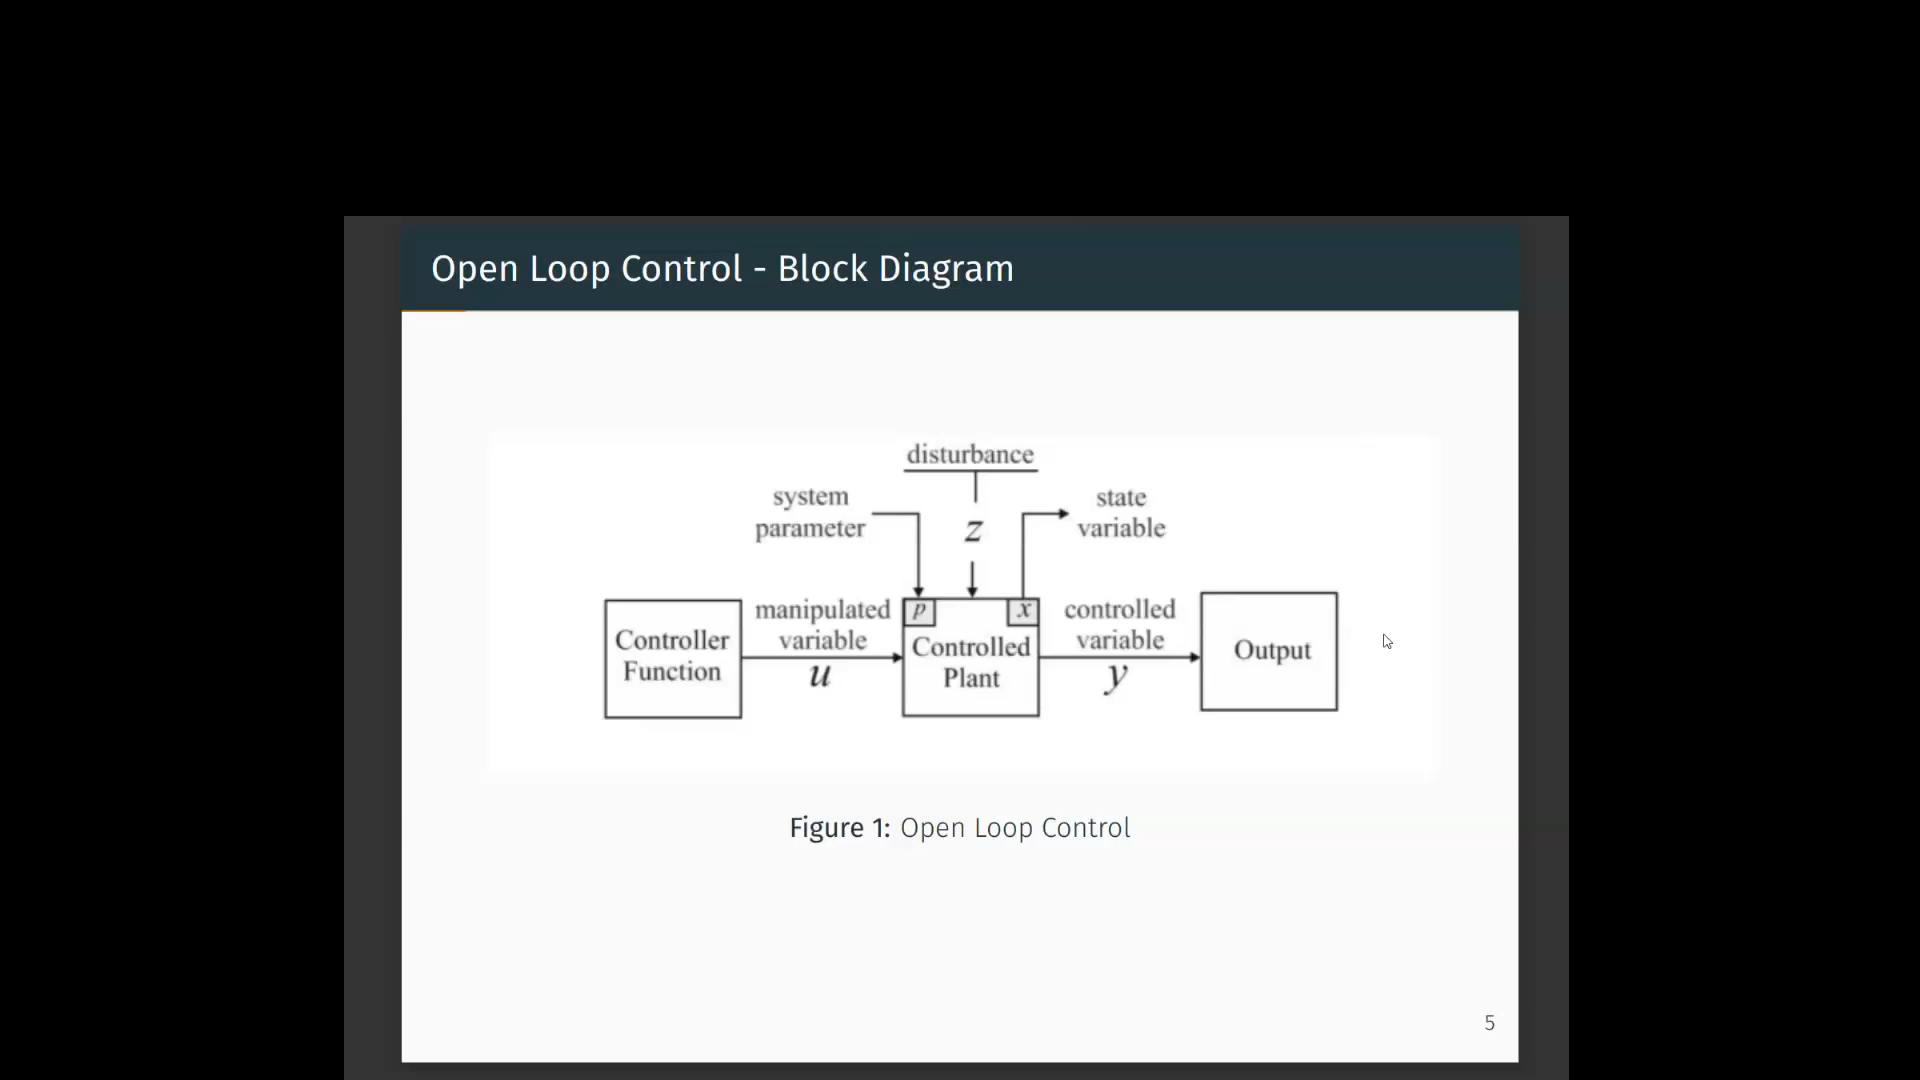 Open Loop Control - Block Diagram
disturbance
system
parameter
z
state
variable
Controller
Function
manipulated
variable
u
p
x
Controlled
Plant
controlled
variable
y
Output
Figure 1: Open Loop Control
5